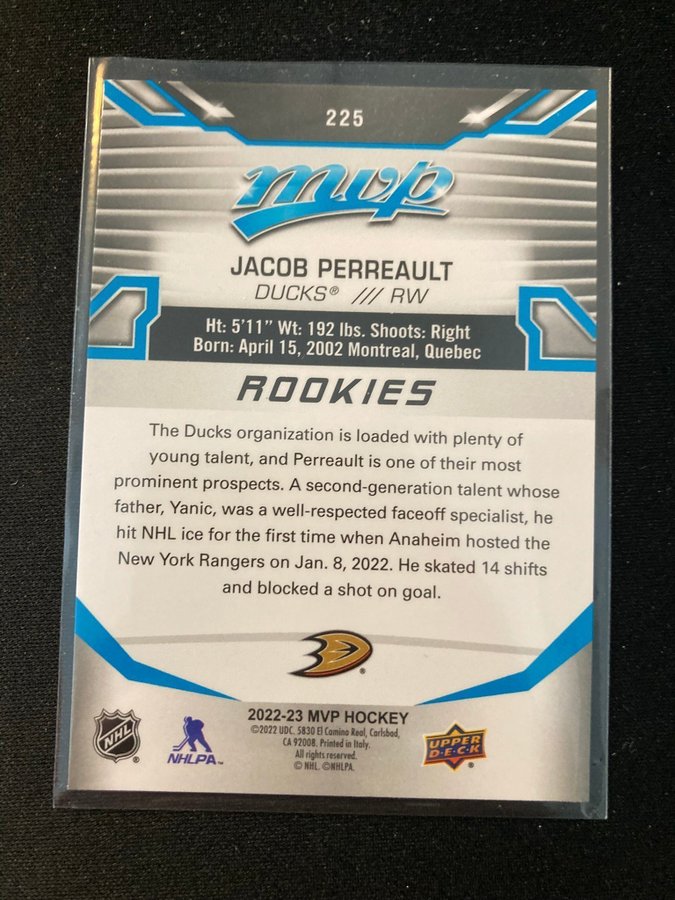 225
mvp
JACOB PERREAULT
DUCKS® /// RW
Ht: 5'11" Wt: 192 lbs. Shoots: Right
Born: April 15, 2002 Montreal, Quebec
ROOKIES
The Ducks organization is loaded with plenty of
young talent, and Perreault is one of their most
prominent prospects. A second-generation talent whose
father, Yanic, was a well-respected faceoff specialist, he
hit NHL ice for the first time when Anaheim hosted the
New York Rangers on Jan. 8, 2022. He skated 14 shifts
and blocked a shot on goal.
®
2022-23 MVP HOCKEY
©2022 UDC. 5830 El Camino Real, Carlsbad,
CA 92008. Printed in Italy.
All rights reserved.
© NHL. ©NHLPA.
NHL
NHLPA™
UPPER
D·E·C·K
®